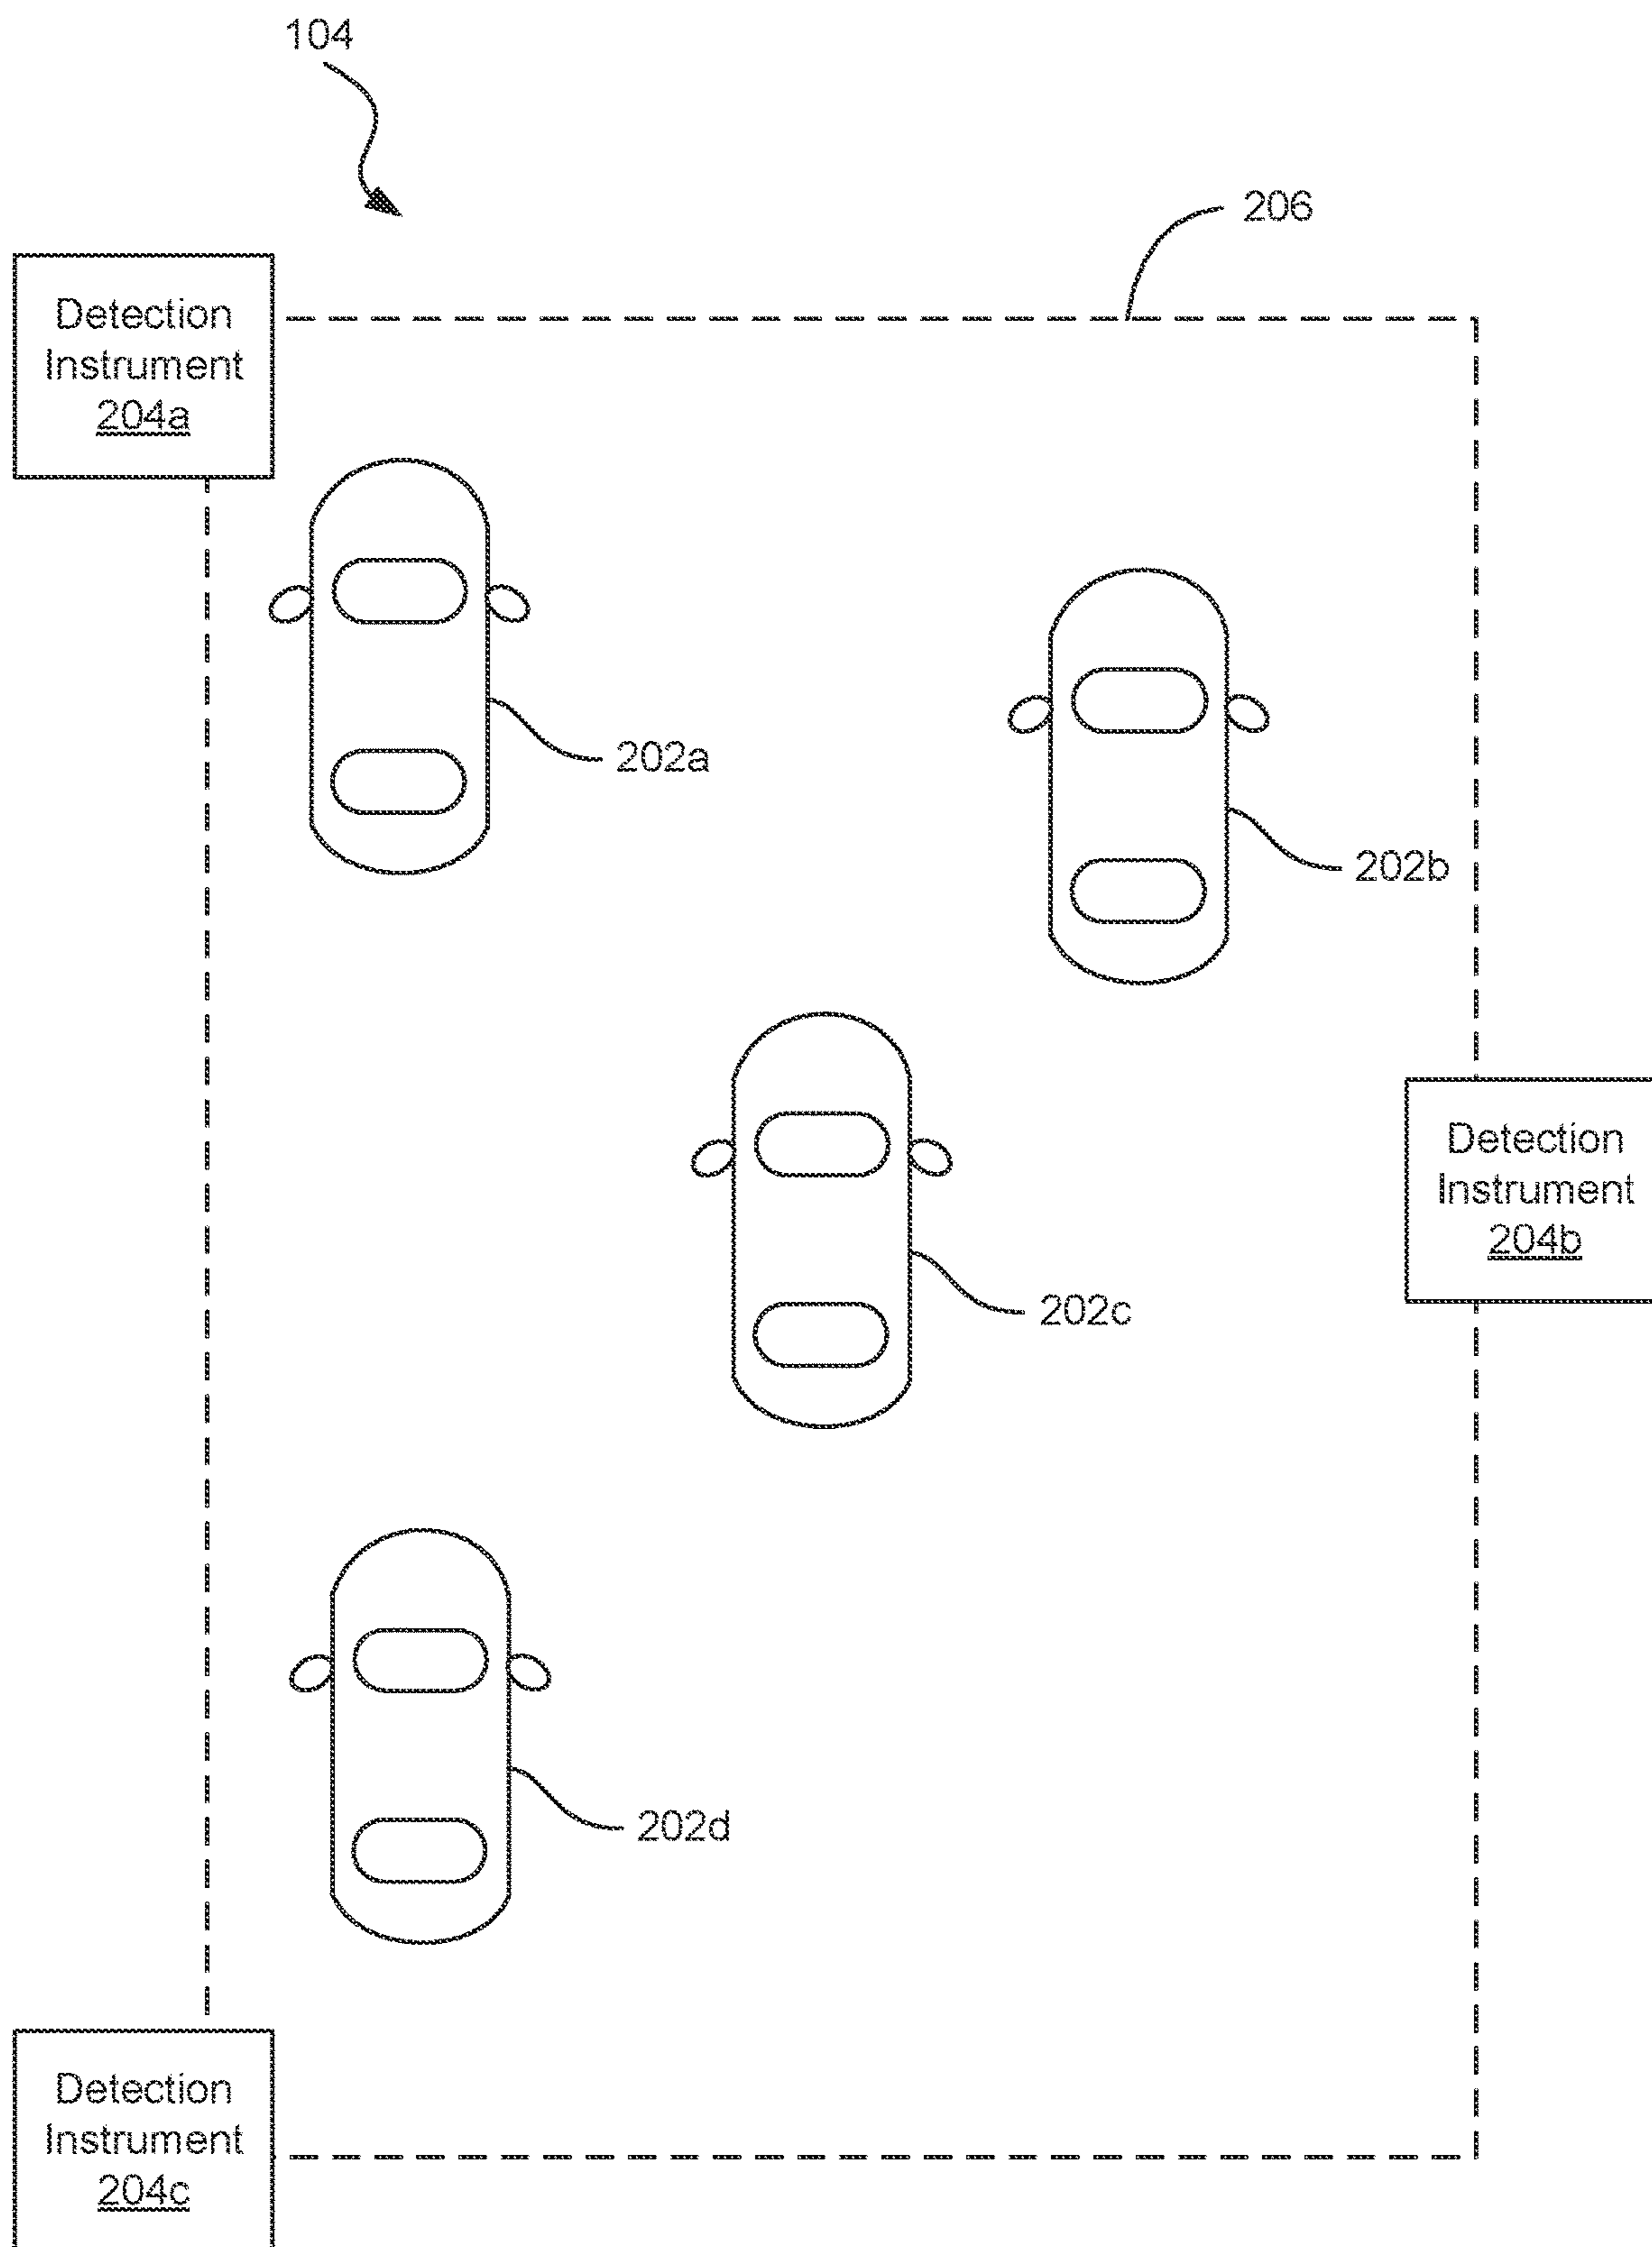 104
206
Detection
Instrument
204a
202a
202b
Detection
Instrument
204b
202c
202d
Detection
Instrument
204c